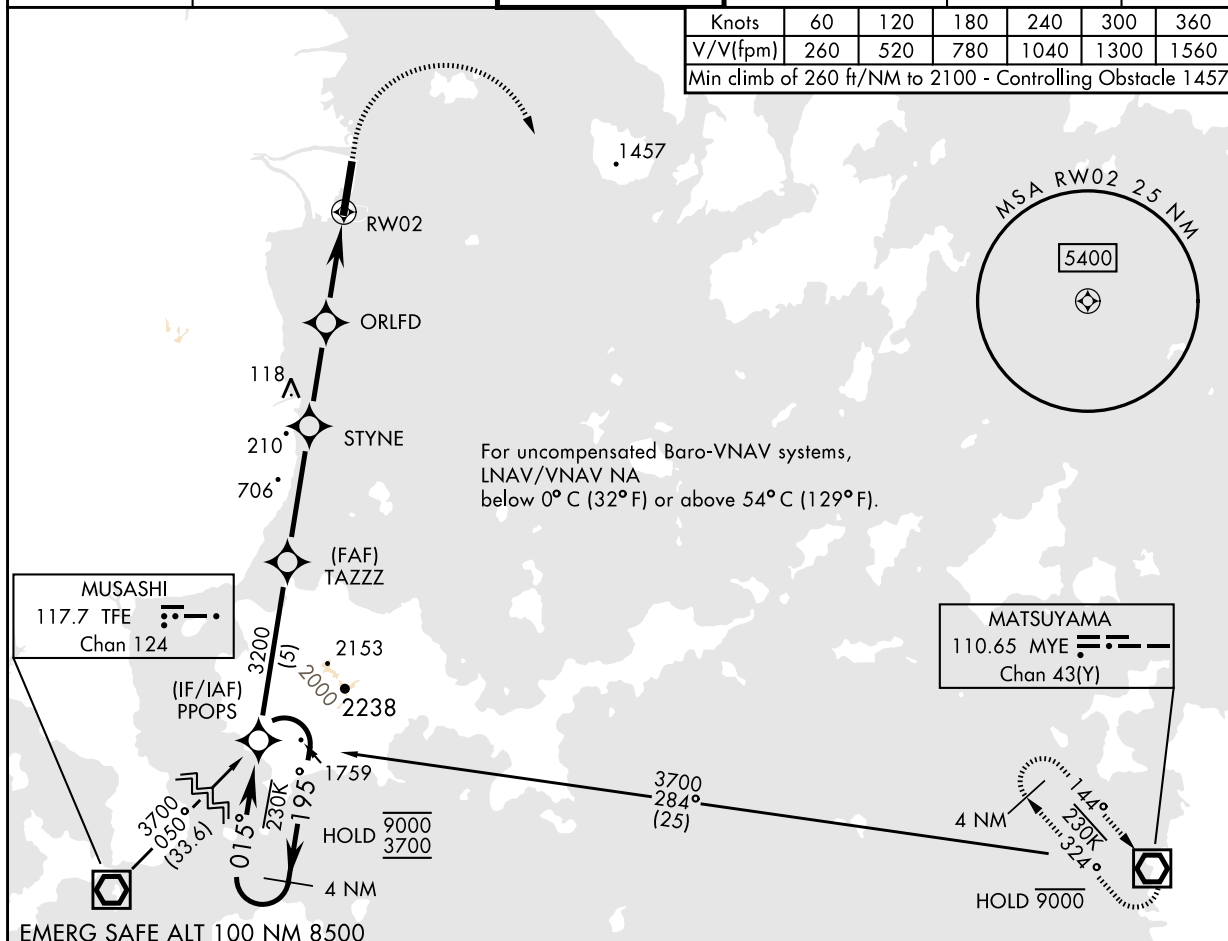 Knots 60 120 180 240 300 360
V/V(fpm) 260 520 780 1040 1300 1560
Min climb of 260 ft/NM to 2100 - Controlling Obstacle 1457
1457
MSA RW02 25 NM
5400
RW02
ORLFD
118
STYNE
210
706
For uncompensated Baro-VNAV systems,
LNAV/VNAV NA
below 0° C (32° F) or above 54° C (129° F).
(FAF)
TAZZZ
MUSASHI
117.7 TFE
Chan 124
MATSUYAMA
110.65 MYE
Chan 43(Y)
3200
(5)
2153
2000
2238
(IF/IAF)
PPOPS
1759
3700
050°
(33.6)
015°
230K
195°
HOLD 9000
3700
4 NM
3700
284°
(25)
4 NM
144°
230K
324°
HOLD 9000
EMERG SAFE ALT 100 NM 8500